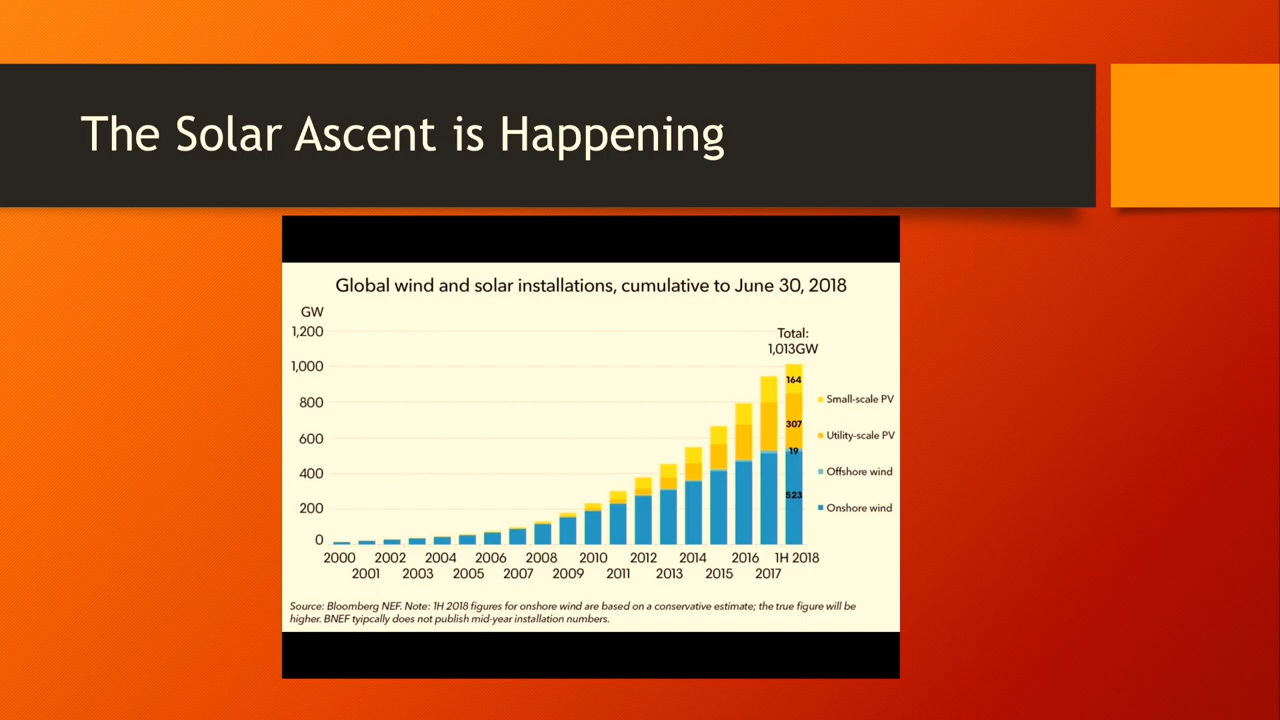 The Solar Ascent is Happening
Global wind and solar installations, cumulative to June 30, 2018
GW
1,200
1,000
800
600
400
200
0
Total:
1,013GW
164
307
19
523
Small-scale PV
Utility-scale PV
Offshore wind
Onshore wind
2000 2002 2004 2006 2008 2010 2012 2014 2016 1H 2018
2001 2003 2005 2007 2009 2011 2013 2015 2017
Source: Bloomberg NEF. Note: 1H 2018 figures for onshore wind are based on a conservative estimate; the true figure will be
higher. BNEF tyipcally does not publish mid-year installation numbers.